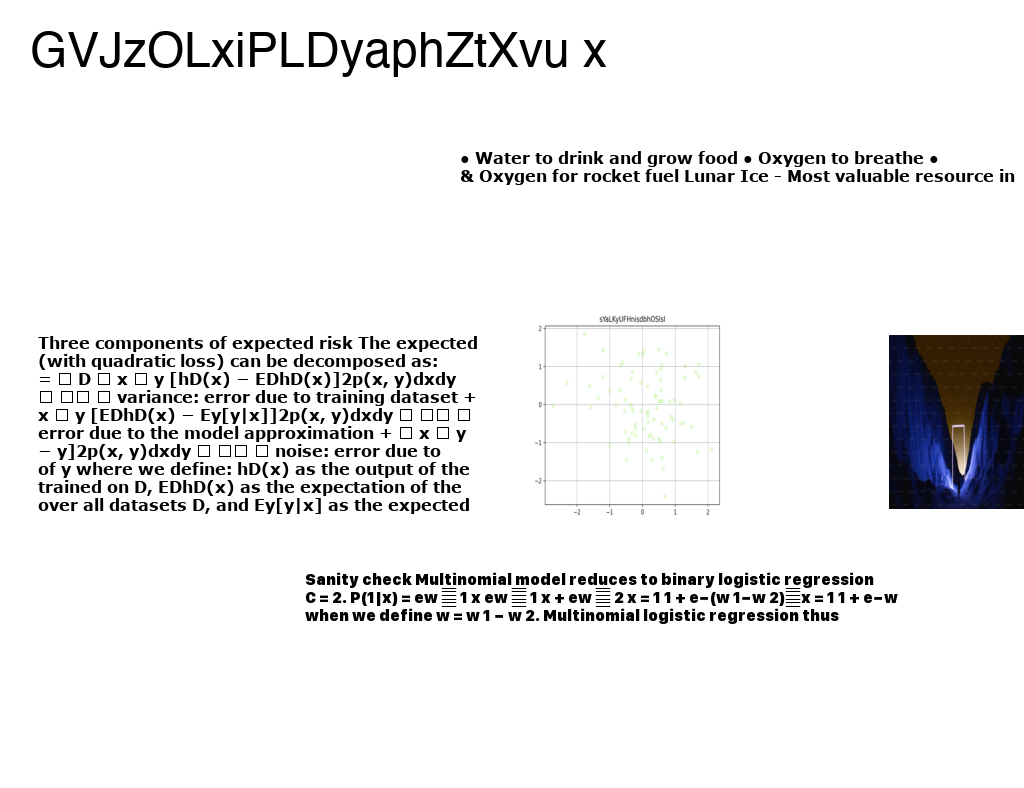 GVJzOLxiPLDyaphZtXvu x
● Water to drink and grow food ● Oxygen to breathe ●
& Oxygen for rocket fuel Lunar Ice – Most valuable resource in
Three components of expected risk The expected
(with quadratic loss) can be decomposed as:
= □ D □ x □ y [hD(x) − EDhD(x)]2p(x, y)dxdy
□ □□ □ variance: error due to training dataset +
x □ y [EDhD(x) − Ey[y|x]]2p(x, y)dxdy □ □□ □
error due to the model approximation + □ x □ y
− y]2p(x, y)dxdy □ □□ □ noise: error due to
of y where we define: hD(x) as the output of the
trained on D, EDhD(x) as the expectation of the
over all datasets D, and Ey[y|x] as the expected
sYaLKyUFHnisdbhOSlsI
2
1
0
−1
−2
−2 −1 0 1 2
Sanity check Multinomial model reduces to binary logistic regression
C = 2. P(1|x) = ew 1 x ew 1 x + ew 2 x = 1 1 + e−(w 1−w 2) x = 1 1 + e−w
when we define w = w 1 − w 2. Multinomial logistic regression thus